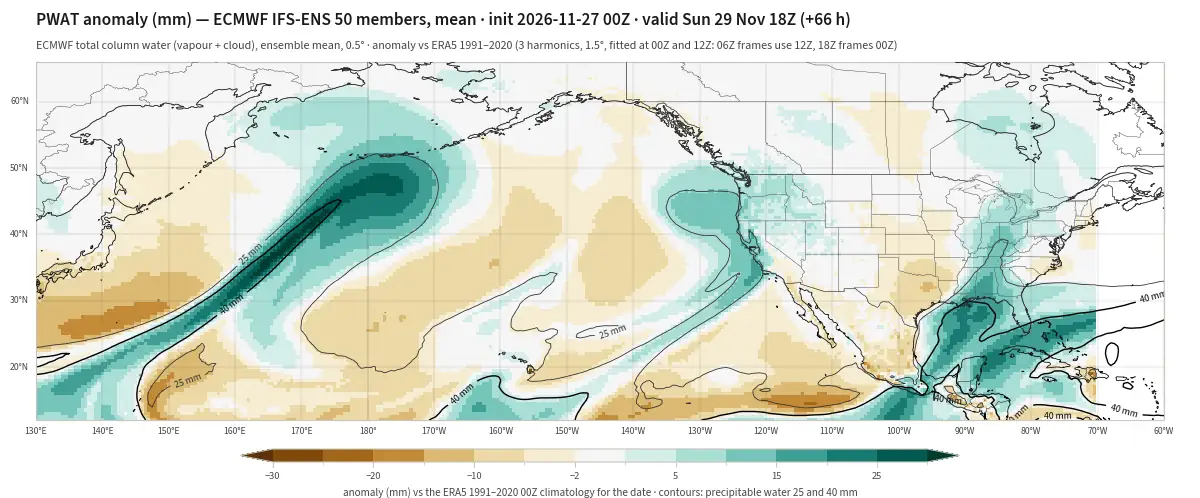 PWAT anomaly (mm) — ECMWF IFS-ENS 50 members, mean · init 2026-11-27 00Z · valid Sun 29 Nov 18Z (+66 h)
ECMWF total column water (vapour + cloud), ensemble mean, 0.5° · anomaly vs ERA5 1991–2020 (3 harmonics, 1.5°, fitted at 00Z and 12Z: 06Z frames use 12Z, 18Z frames 00Z)
60°N
50°N
40°N
30°N
20°N
25 mm
40 mm
40 mm
25 mm
25 mm
40 mm
40 mm
40 mm
40 mm
mm
130°E 140°E 150°E 160°E 170°E 180° 170°W 160°W 150°W 140°W 130°W 120°W 110°W 100°W 90°W 80°W 70°W 60°W
−30 −20 −10 −2 5 15 25
anomaly (mm) vs the ERA5 1991–2020 00Z climatology for the date · contours: precipitable water 25 and 40 mm